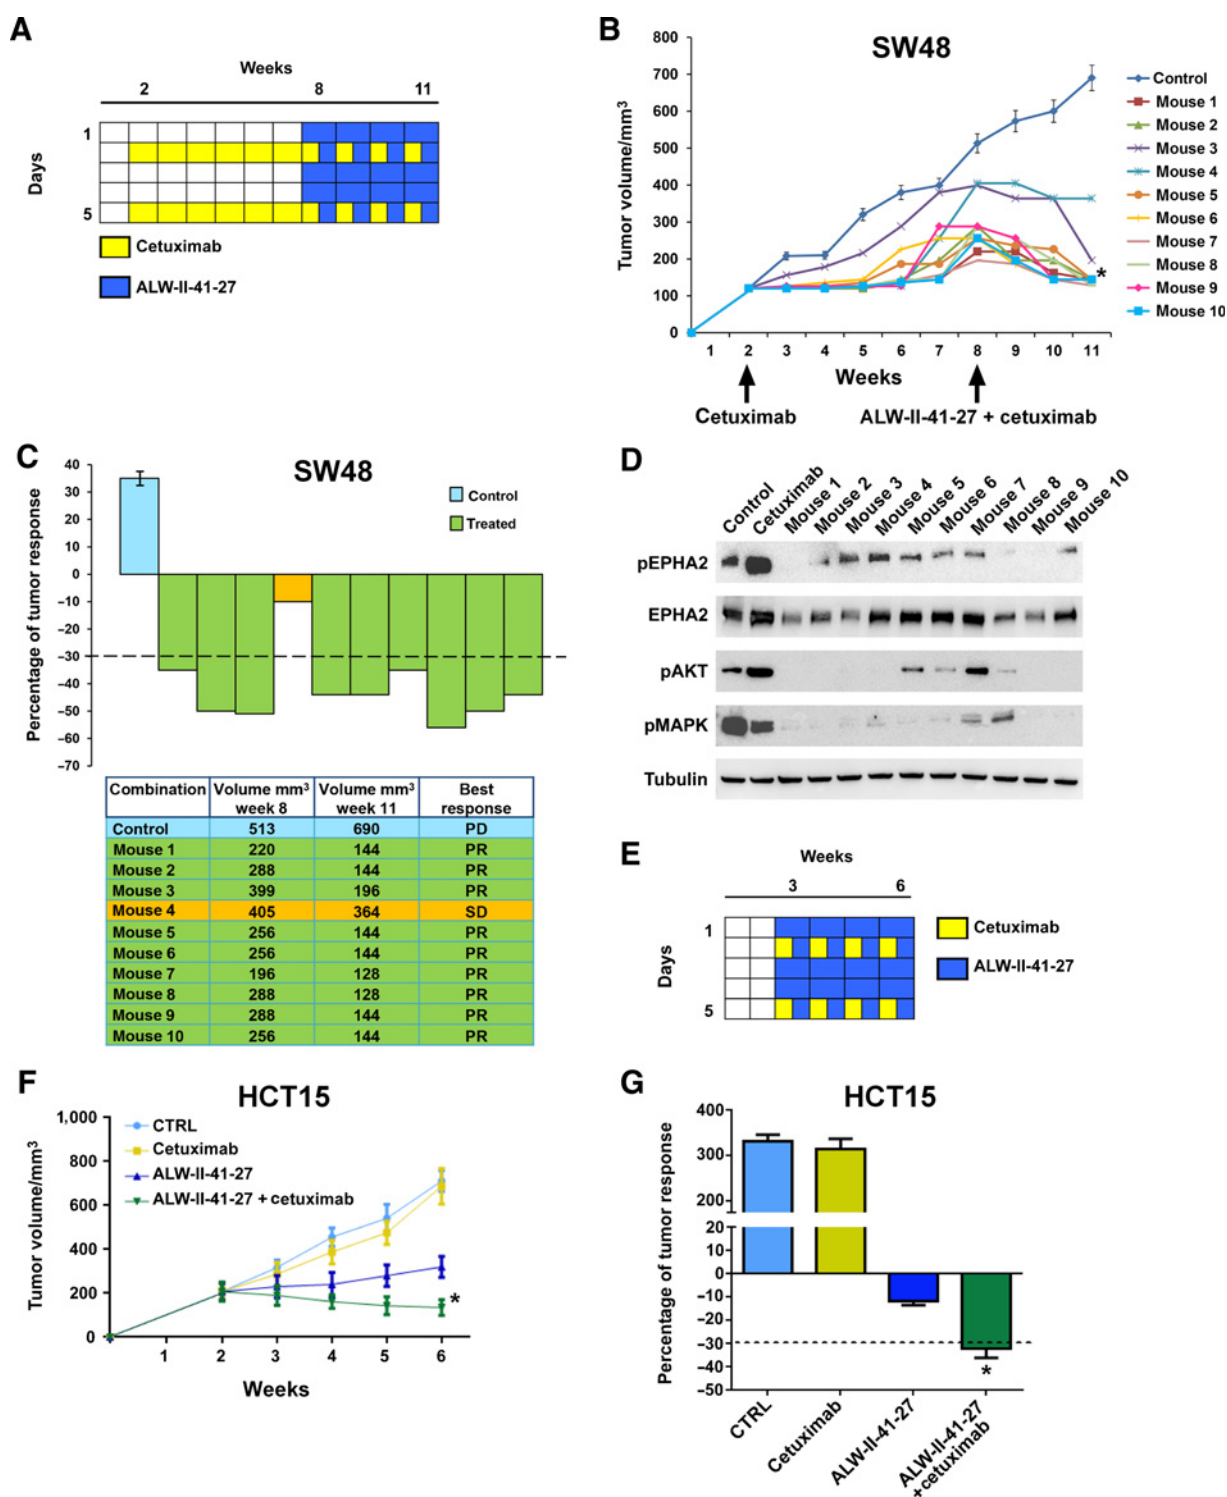 A
Weeks
2 8 11
1
Days
5
Cetuximab
ALW-II-41-27
B
SW48
Tumor volume/mm³
800
700
600
500
400
300
200
100
0
1 2 3 4 5 6 7 8 9 10 11
Weeks
Cetuximab
ALW-II-41-27 + cetuximab
*
Control
Mouse 1
Mouse 2
Mouse 3
Mouse 4
Mouse 5
Mouse 6
Mouse 7
Mouse 8
Mouse 9
Mouse 10
C
SW48
Percentage of tumor response
40
30
20
10
0
–10
–20
–30
–40
–50
–60
–70
Control
Treated
Combination Volume mm³ week 8 Volume mm³ week 11 Best response
Control 513 690 PD
Mouse 1 220 144 PR
Mouse 2 288 144 PR
Mouse 3 399 196 PR
Mouse 4 405 364 SD
Mouse 5 256 144 PR
Mouse 6 256 144 PR
Mouse 7 196 128 PR
Mouse 8 288 128 PR
Mouse 9 288 144 PR
Mouse 10 256 144 PR
D
Control
Cetuximab
Mouse 1
Mouse 2
Mouse 3
Mouse 4
Mouse 5
Mouse 6
Mouse 7
Mouse 8
Mouse 9
Mouse 10
pEPHA2
EPHA2
pAKT
pMAPK
Tubulin
E
Weeks
3 6
1
Days
5
Cetuximab
ALW-II-41-27
F
HCT15
Tumor volume/mm³
1,000
800
600
400
200
0
CTRL
Cetuximab
ALW-II-41-27
ALW-II-41-27 + cetuximab
*
1 2 3 4 5 6
Weeks
G
HCT15
Percentage of tumor response
400
300
200
20
10
0
–10
–20
–30
–40
–50
*
CTRL
Cetuximab
ALW-II-41-27
ALW-II-41-27
+cetuximab